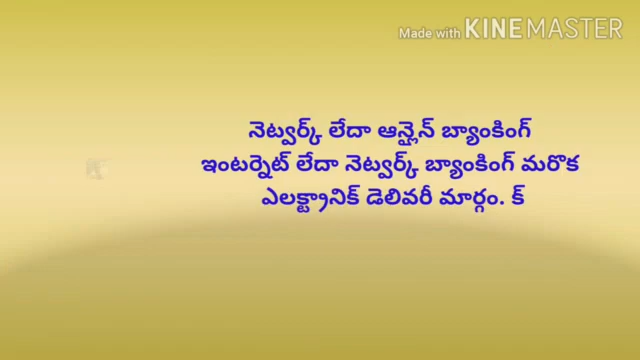 Made with KINEMASTER
నెట్వర్క్ లేదా ఆన్లైన్ బ్యాంకింగ్
ఇంటర్నెట్ లేదా నెట్వర్క్ బ్యాంకింగ్ మరొక
ఎలక్ట్రానిక్ డెలివరీ మార్గం. క్